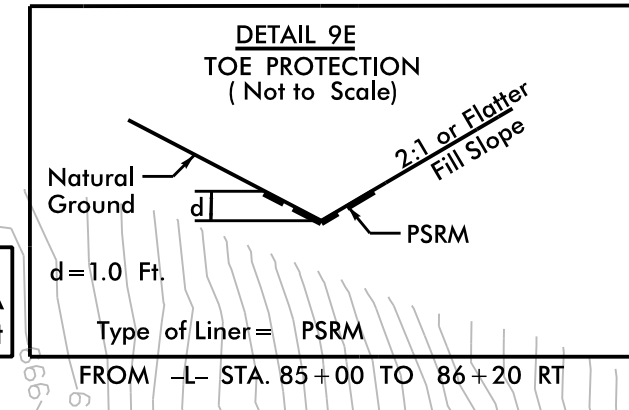 DETAIL 9E
TOE PROTECTION
( Not to Scale)
2:1 or Flatter
Fill Slope
Natural
Ground
d
PSRM
d=1.0 Ft.
Type of Liner= PSRM
FROM -L- STA. 85+00 TO 86+20 RT